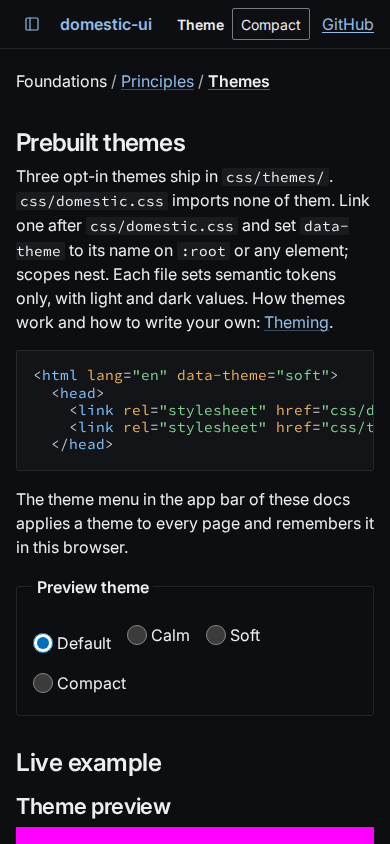 domestic-ui Theme Compact GitHub
Foundations / Principles / Themes
Prebuilt themes
Three opt-in themes ship in css/themes/.
css/domestic.css imports none of them. Link
one after css/domestic.css and set data-
theme to its name on :root or any element;
scopes nest. Each file sets semantic tokens
only, with light and dark values. How themes
work and how to write your own: Theming.
<html lang="en" data-theme="soft">
<head>
<link rel="stylesheet" href="css/d
<link rel="stylesheet" href="css/t
</head>
The theme menu in the app bar of these docs
applies a theme to every page and remembers it
in this browser.
Preview theme
Default Calm Soft
Compact
Live example
Theme preview